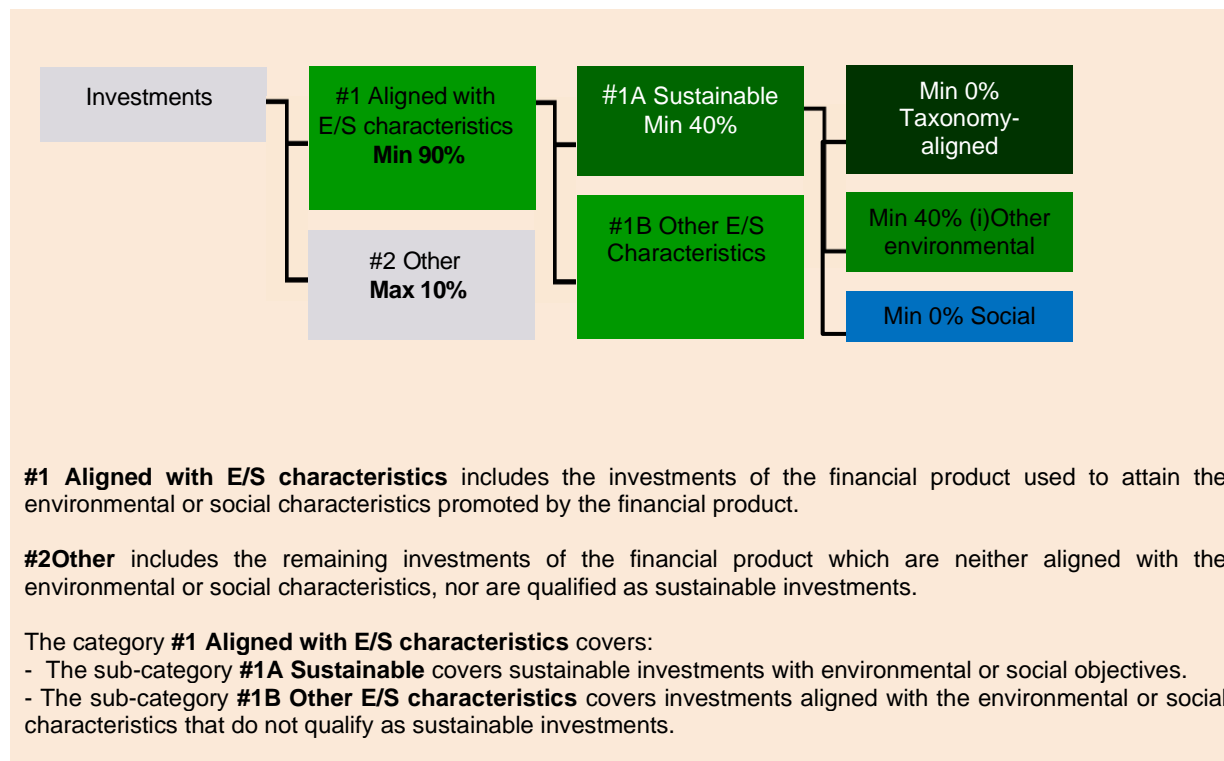 Investments
#1 Aligned with
E/S characteristics
Min 90%
#2 Other
Max 10%
#1A Sustainable
Min 40%
#1B Other E/S
Characteristics
Min 0%
Taxonomy-
aligned
Min 40% (i)Other
environmental
Min 0% Social
#1 Aligned with E/S characteristics includes the investments of the financial product used to attain the
environmental or social characteristics promoted by the financial product.
#2Other includes the remaining investments of the financial product which are neither aligned with the
environmental or social characteristics, nor are qualified as sustainable investments.
The category #1 Aligned with E/S characteristics covers:
- The sub-category #1A Sustainable covers sustainable investments with environmental or social objectives.
- The sub-category #1B Other E/S characteristics covers investments aligned with the environmental or social
characteristics that do not qualify as sustainable investments.